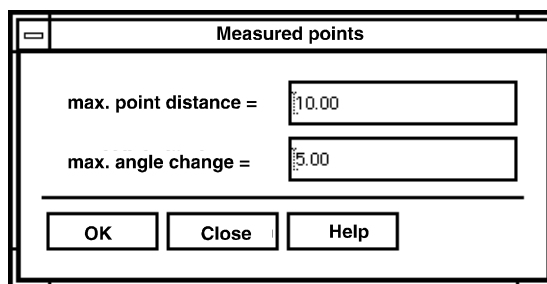 Measured points
max. point distance = 10.00
max. angle change = 5.00
OK Close Help